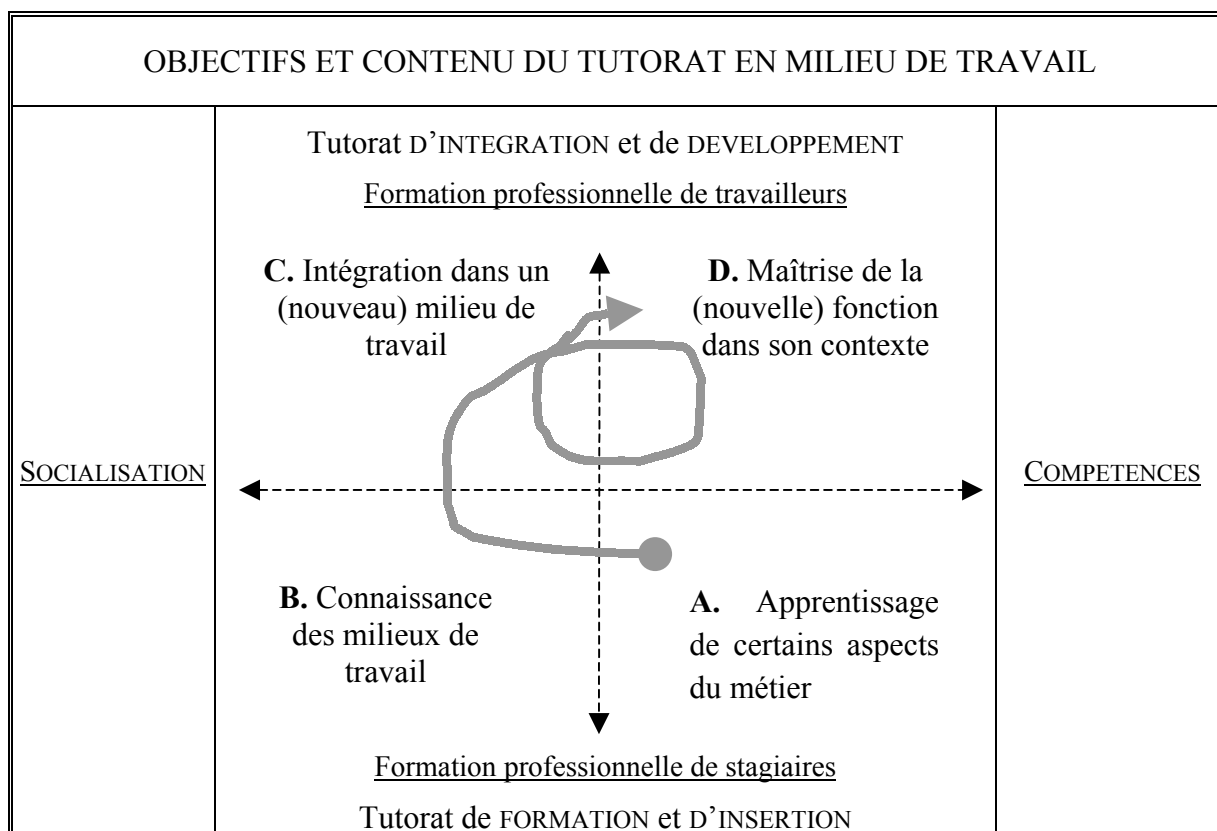 OBJECTIFS ET CONTENU DU TUTORAT EN MILIEU DE TRAVAIL
Tutorat D’INTEGRATION et de DEVELOPPEMENT
Formation professionnelle de travailleurs
C. Intégration dans un
(nouveau) milieu de
travail
D. Maîtrise de la
(nouvelle) fonction
dans son contexte
SOCIALISATION
COMPETENCES
B. Connaissance
des milieux de
travail
A. Apprentissage
de certains aspects
du métier
Formation professionnelle de stagiaires
Tutorat de FORMATION et D’INSERTION